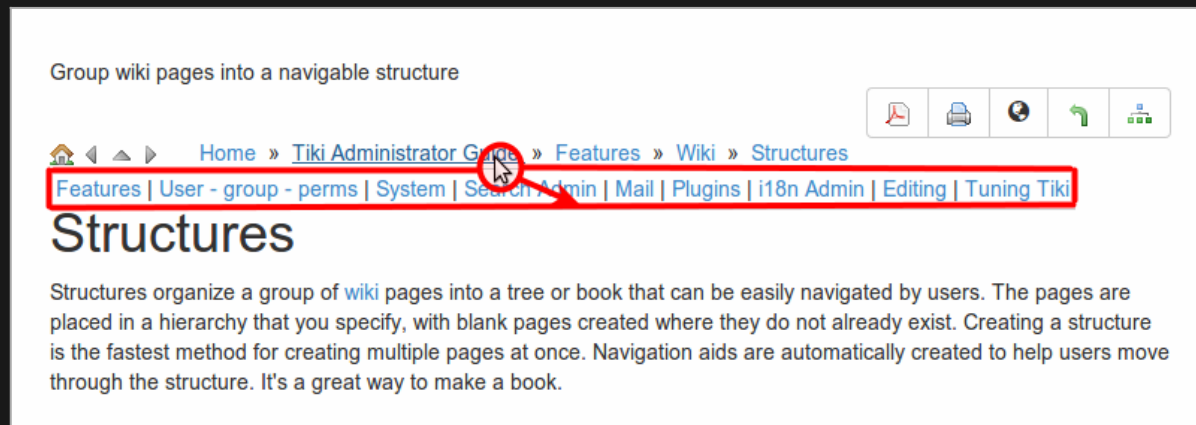 Group wiki pages into a navigable structure
Home » Tiki Administrator Guide » Features » Wiki » Structures
Features | User - group - perms | System | Search Admin | Mail | Plugins | i18n Admin | Editing | Tuning Tiki
Structures
Structures organize a group of wiki pages into a tree or book that can be easily navigated by users. The pages are
placed in a hierarchy that you specify, with blank pages created where they do not already exist. Creating a structure
is the fastest method for creating multiple pages at once. Navigation aids are automatically created to help users move
through the structure. It's a great way to make a book.